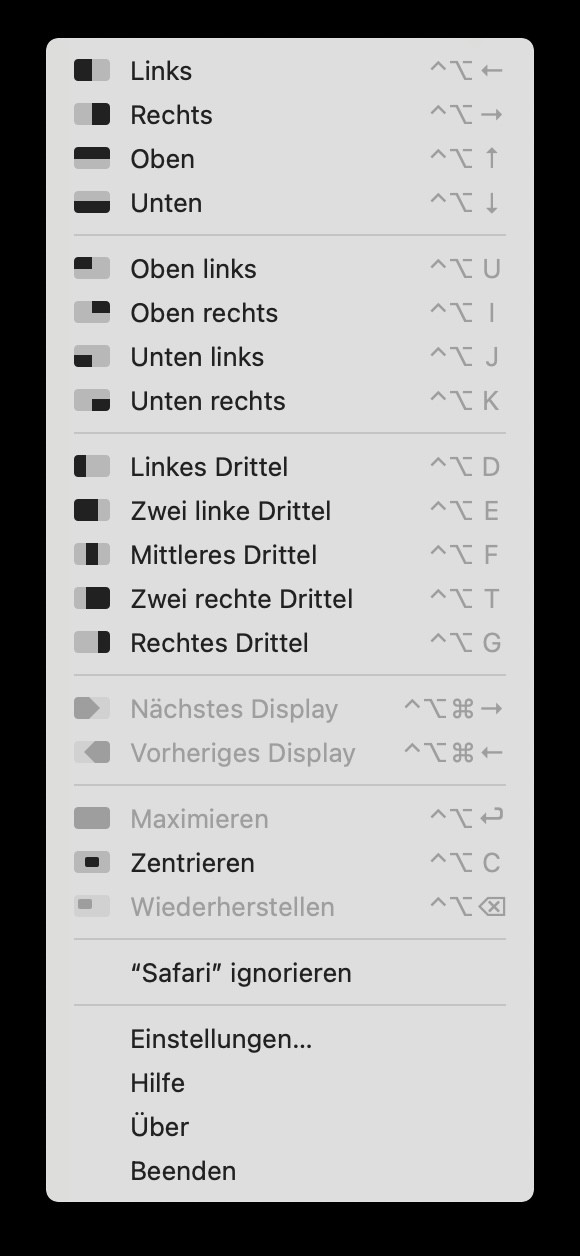 Links ⌃⌥ ←
Rechts ⌃⌥ →
Oben ⌃⌥ ↑
Unten ⌃⌥ ↓
Oben links ⌃⌥ U
Oben rechts ⌃⌥ I
Unten links ⌃⌥ J
Unten rechts ⌃⌥ K
Linkes Drittel ⌃⌥ D
Zwei linke Drittel ⌃⌥ E
Mittleres Drittel ⌃⌥ F
Zwei rechte Drittel ⌃⌥ T
Rechtes Drittel ⌃⌥ G
Nächstes Display ⌃⌥⌘ →
Vorheriges Display ⌃⌥⌘ ←
Maximieren ⌃⌥ ↩
Zentrieren ⌃⌥ C
Wiederherstellen ⌃⌥ ⌫
“Safari” ignorieren
Einstellungen...
Hilfe
Über
Beenden